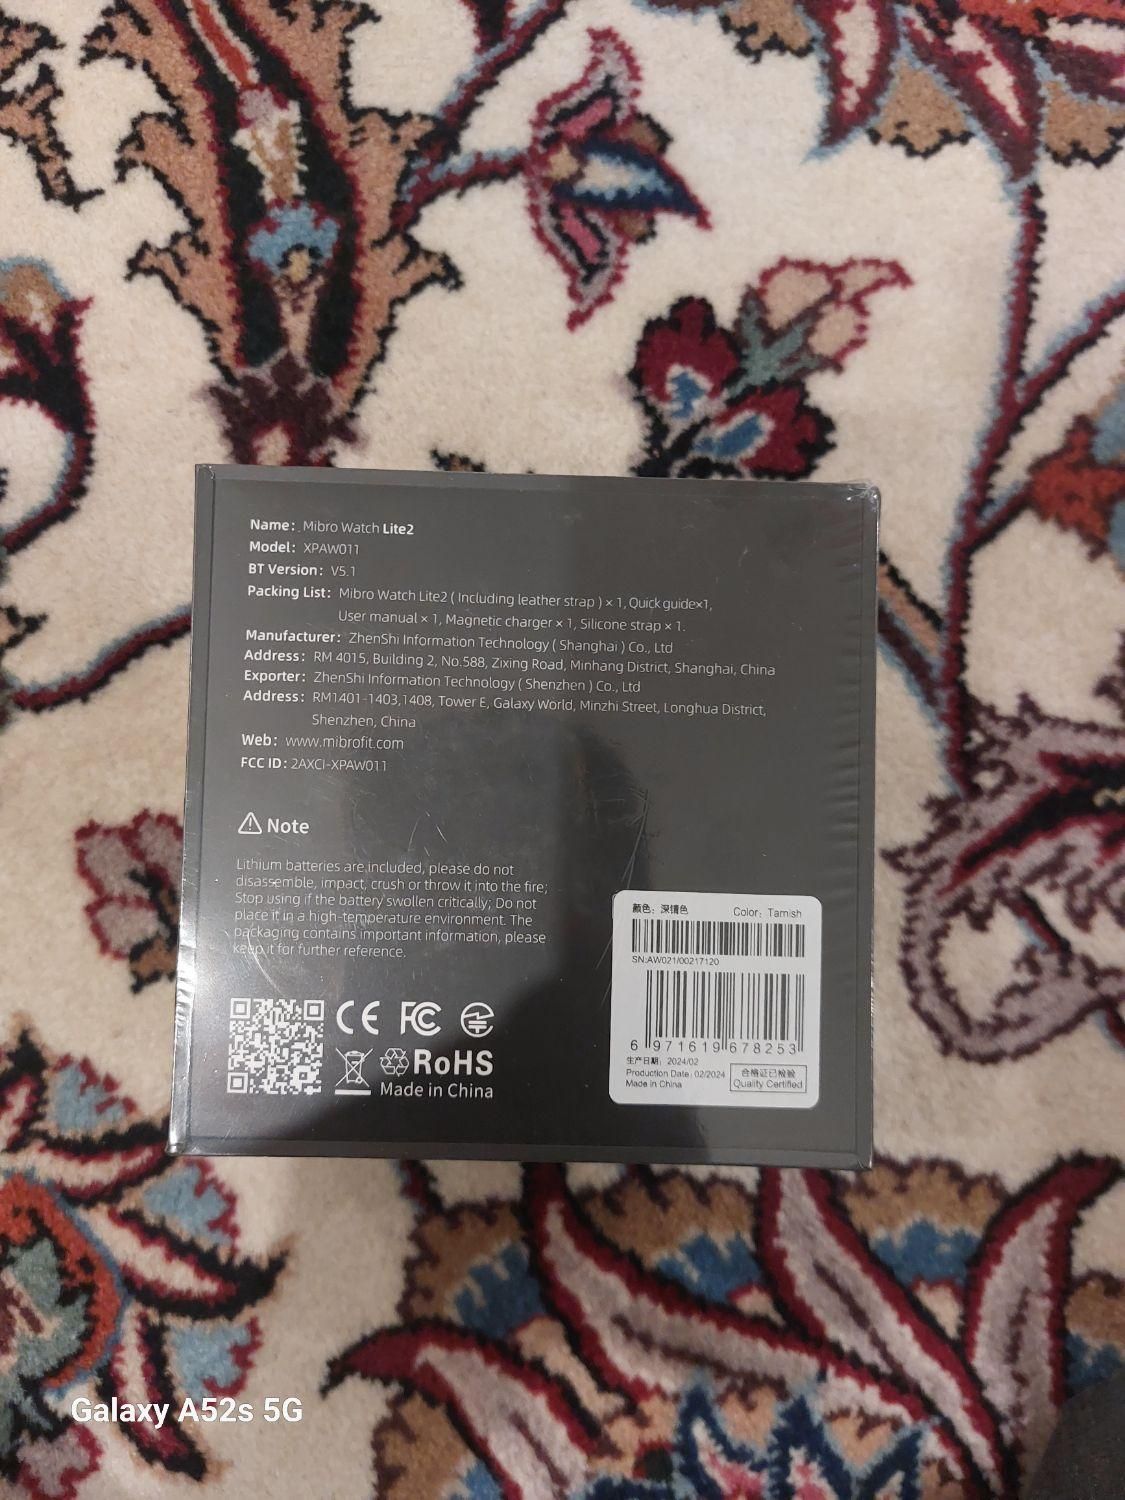 Name: Mibro Watch Lite2
Model: XPAW011
BT Version: V5.1
Packing List: Mibro Watch Lite2 ( Including leather strap ) × 1, Quick guide×1,
User manual × 1, Magnetic charger × 1, Silicone strap × 1.
Manufacturer: ZhenShi Information Technology ( Shanghai ) Co., Ltd
Address: RM 4015, Building 2, No.588, Zixing Road, Minhang District, Shanghai, China
Exporter: ZhenShi Information Technology ( Shenzhen ) Co., Ltd
Address: RM1401-1403,1408, Tower E, Galaxy World, Minzhi Street, Longhua District,
Shenzhen, China
Web: www.mibrofit.com
FCC ID: 2AXCI-XPAW011
Note
Lithium batteries are included, please do not
disassemble, impact, crush or throw it into the fire;
Stop using if the battery swollen critically; Do not
place it in a high-temperature environment. The
packaging contains important information, please
keep it for further reference.
CE FC
RoHS
Made in China
颜色: 深锖色 Color: Tarnish
SN:AW021/00217120
6 971619 678253
生产日期: 2024/02
Production Date: 02/2024
Made in China
合格证已检验
Quality Certified
Galaxy A52s 5G